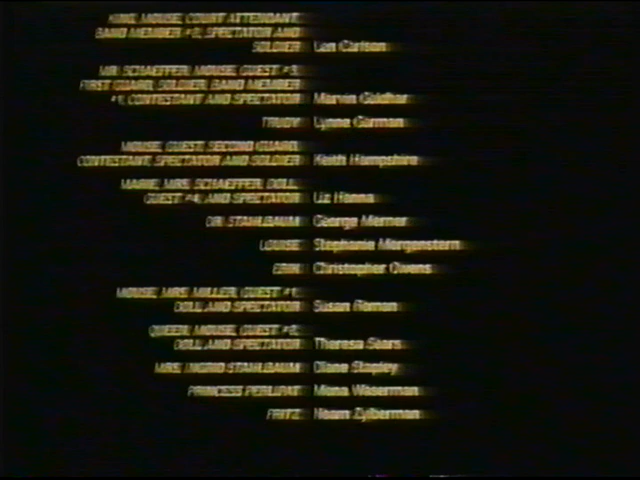 KING MOUSE COURT ATTENDANT
BAND MEMBER #2, SPECTATOR AND
SOLDIER Len Carlson
MR SCHAEFFER, MOUSE, GUEST #3,
FIRST GUARD, SOLDIER, BAND MEMBER
#1, CONTESTANT AND SPECTATOR Marvin Goldhar
TRUDY Lynne Gorman
MOUSE GUEST SECOND GUARD,
CONTESTANT, SPECTATOR AND SOLDIER Keith Hampshire
MARIE, MRS. SCHAEFFER, DOLL,
GUEST #4, AND SPECTATOR Liz Hanna
DR. STAHLBAUM George Merner
LOUISE Stephanie Morgenstern
ERIK Christopher Owens
MOUSE, MRS. MILLER, GUEST #1,
DOLL AND SPECTATOR Susan Roman
QUEEN, MOUSE, GUEST
DOLL AND SPECTATOR Theresa Sears
MRS. INGRID STAHLBAUM Diane Stapley
PRINCESS PERLIPAT Mona Waserman
FRITZ Noam Zylberman